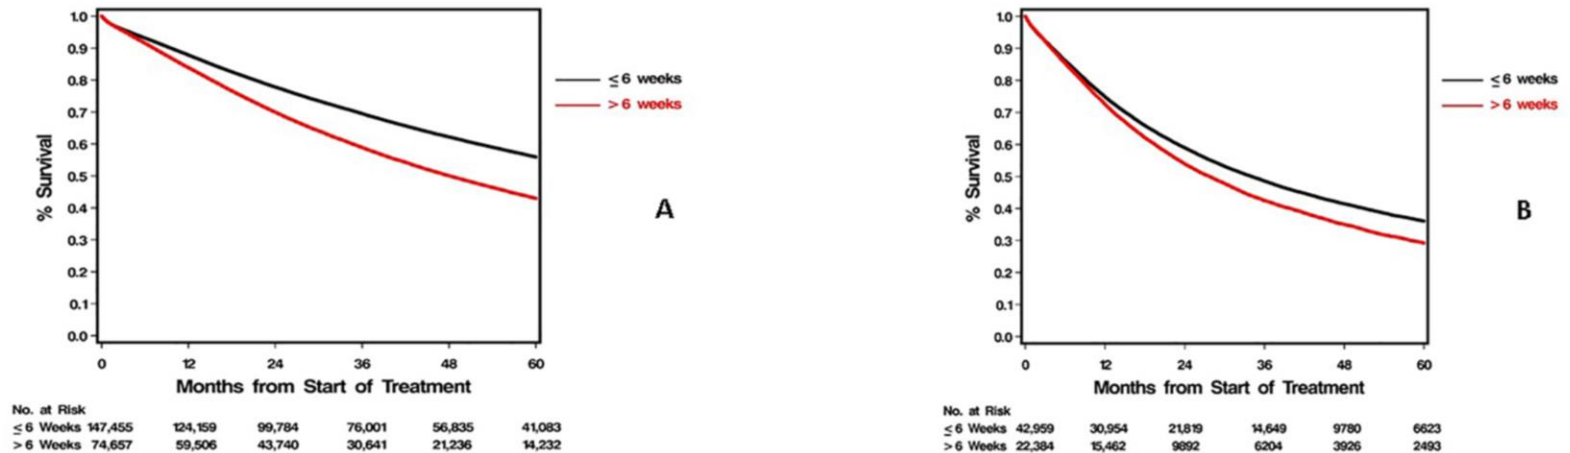 1.0
0.9
0.8
0.7
0.6
0.5
0.4
0.3
0.2
0.1
0.0
% Survival
0 12 24 36 48 60
Months from Start of Treatment
≤ 6 weeks
> 6 weeks
A
No. at Risk
≤ 6 Weeks 147,455 124,159 99,784 76,001 56,835 41,083
> 6 Weeks 74,657 59,506 43,740 30,641 21,236 14,232
1.0
0.9
0.8
0.7
0.6
0.5
0.4
0.3
0.2
0.1
0.0
% Survival
0 12 24 36 48 60
Months from Start of Treatment
≤ 6 weeks
> 6 weeks
B
No. at Risk
≤ 6 Weeks 42,959 30,954 21,819 14,649 9780 6623
> 6 Weeks 22,384 15,462 9892 6204 3926 2493